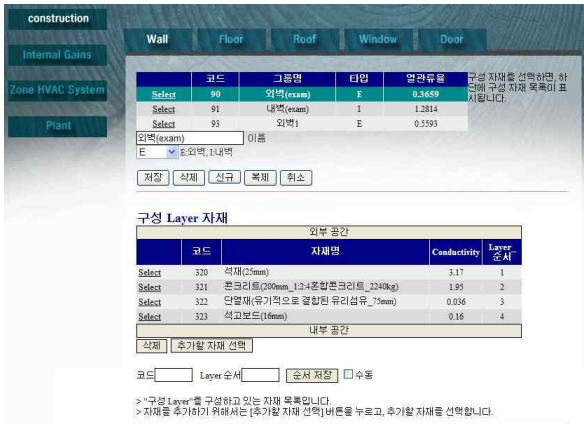 construction
Internal Gains
Zone HVAC System
Plant
Wall Floor Roof Window Door
코드 그룹명 타입 열관류율
Select 90 외벽(exam) E 0.3659
Select 91 내벽(exam) I 1.2814
Select 93 외벽1 E 0.5593
구성 자재를 선택하면, 하
단에 구성 자재 목록이 표
시됩니다.
외벽(exam) 이름
E E:외벽, I:내벽
저장 삭제 신규 복제 취소
구성 Layer 자재
외부 공간
코드 자재명 Conductivity Layer_
순서
Select 320 석재(25mm) 3.17 1
Select 321 콘크리트(200mm_1:2:4혼합콘크리트_2240kg) 1.95 2
Select 322 단열재(유기적으로 결합된 유리섬유_75mm) 0.036 3
Select 323 석고보드(16mm) 0.16 4
내부 공간
삭제 추가할 자재 선택
코드 Layer 순서 순서 저장 수동
> "구성 Layer"를 구성하고 있는 자재 목록입니다.
> 자재를 추가하기 위해서는 [추가할 자재 선택] 버튼을 누르고, 추가할 자재를 선택합니다.